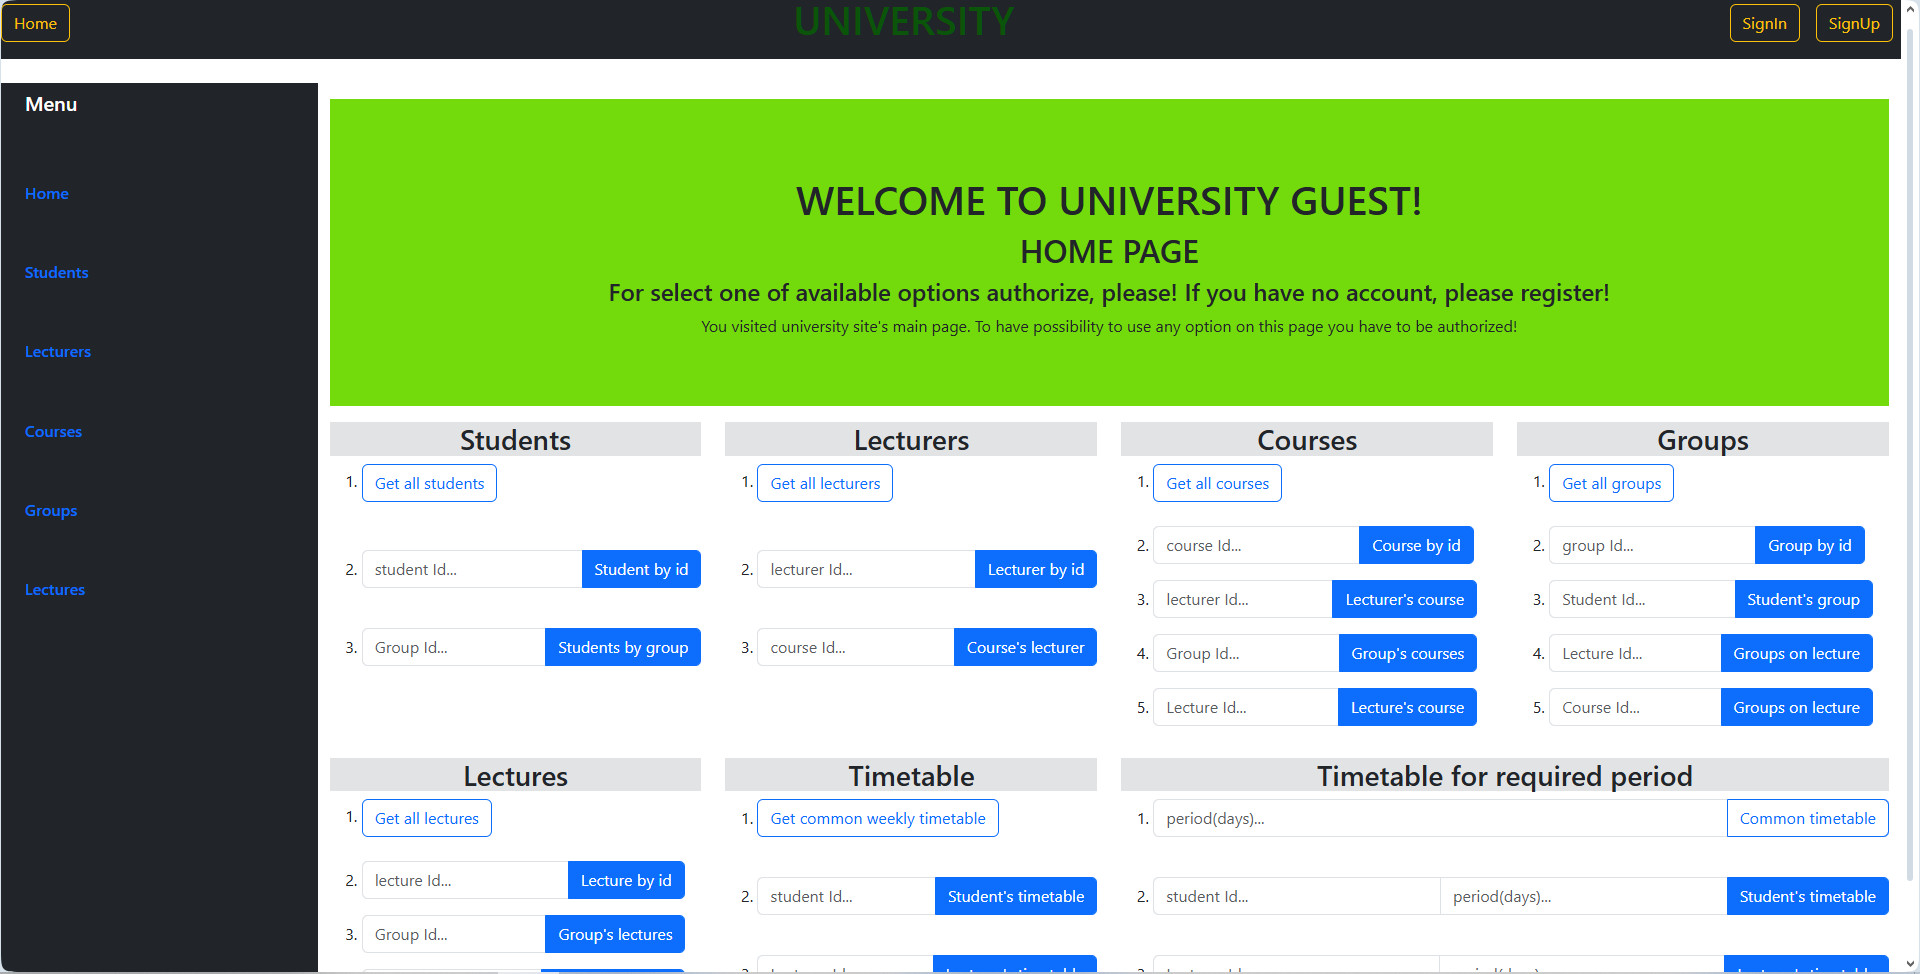 Home
UNIVERSITY
SignIn
SignUp
Menu
Home
Students
Lecturers
Courses
Groups
Lectures
WELCOME TO UNIVERSITY GUEST!
HOME PAGE
For select one of available options authorize, please! If you have no account, please register!
You visited university site's main page. To have possibility to use any option on this page you have to be authorized!
Students
1. Get all students
2. student Id... Student by id
3. Group Id... Students by group
Lecturers
1. Get all lecturers
2. lecturer Id... Lecturer by id
3. course Id... Course's lecturer
Courses
1. Get all courses
2. course Id... Course by id
3. lecturer Id... Lecturer's course
4. Group Id... Group's courses
5. Lecture Id... Lecture's course
Groups
1. Get all groups
2. group Id... Group by id
3. Student Id... Student's group
4. Lecture Id... Groups on lecture
5. Course Id... Groups on lecture
Lectures
1. Get all lectures
2. lecture Id... Lecture by id
3. Group Id... Group's lectures
Timetable
1. Get common weekly timetable
2. student Id... Student's timetable
Timetable for required period
1. period(days)... Common timetable
2. student Id... period(days)... Student's timetable